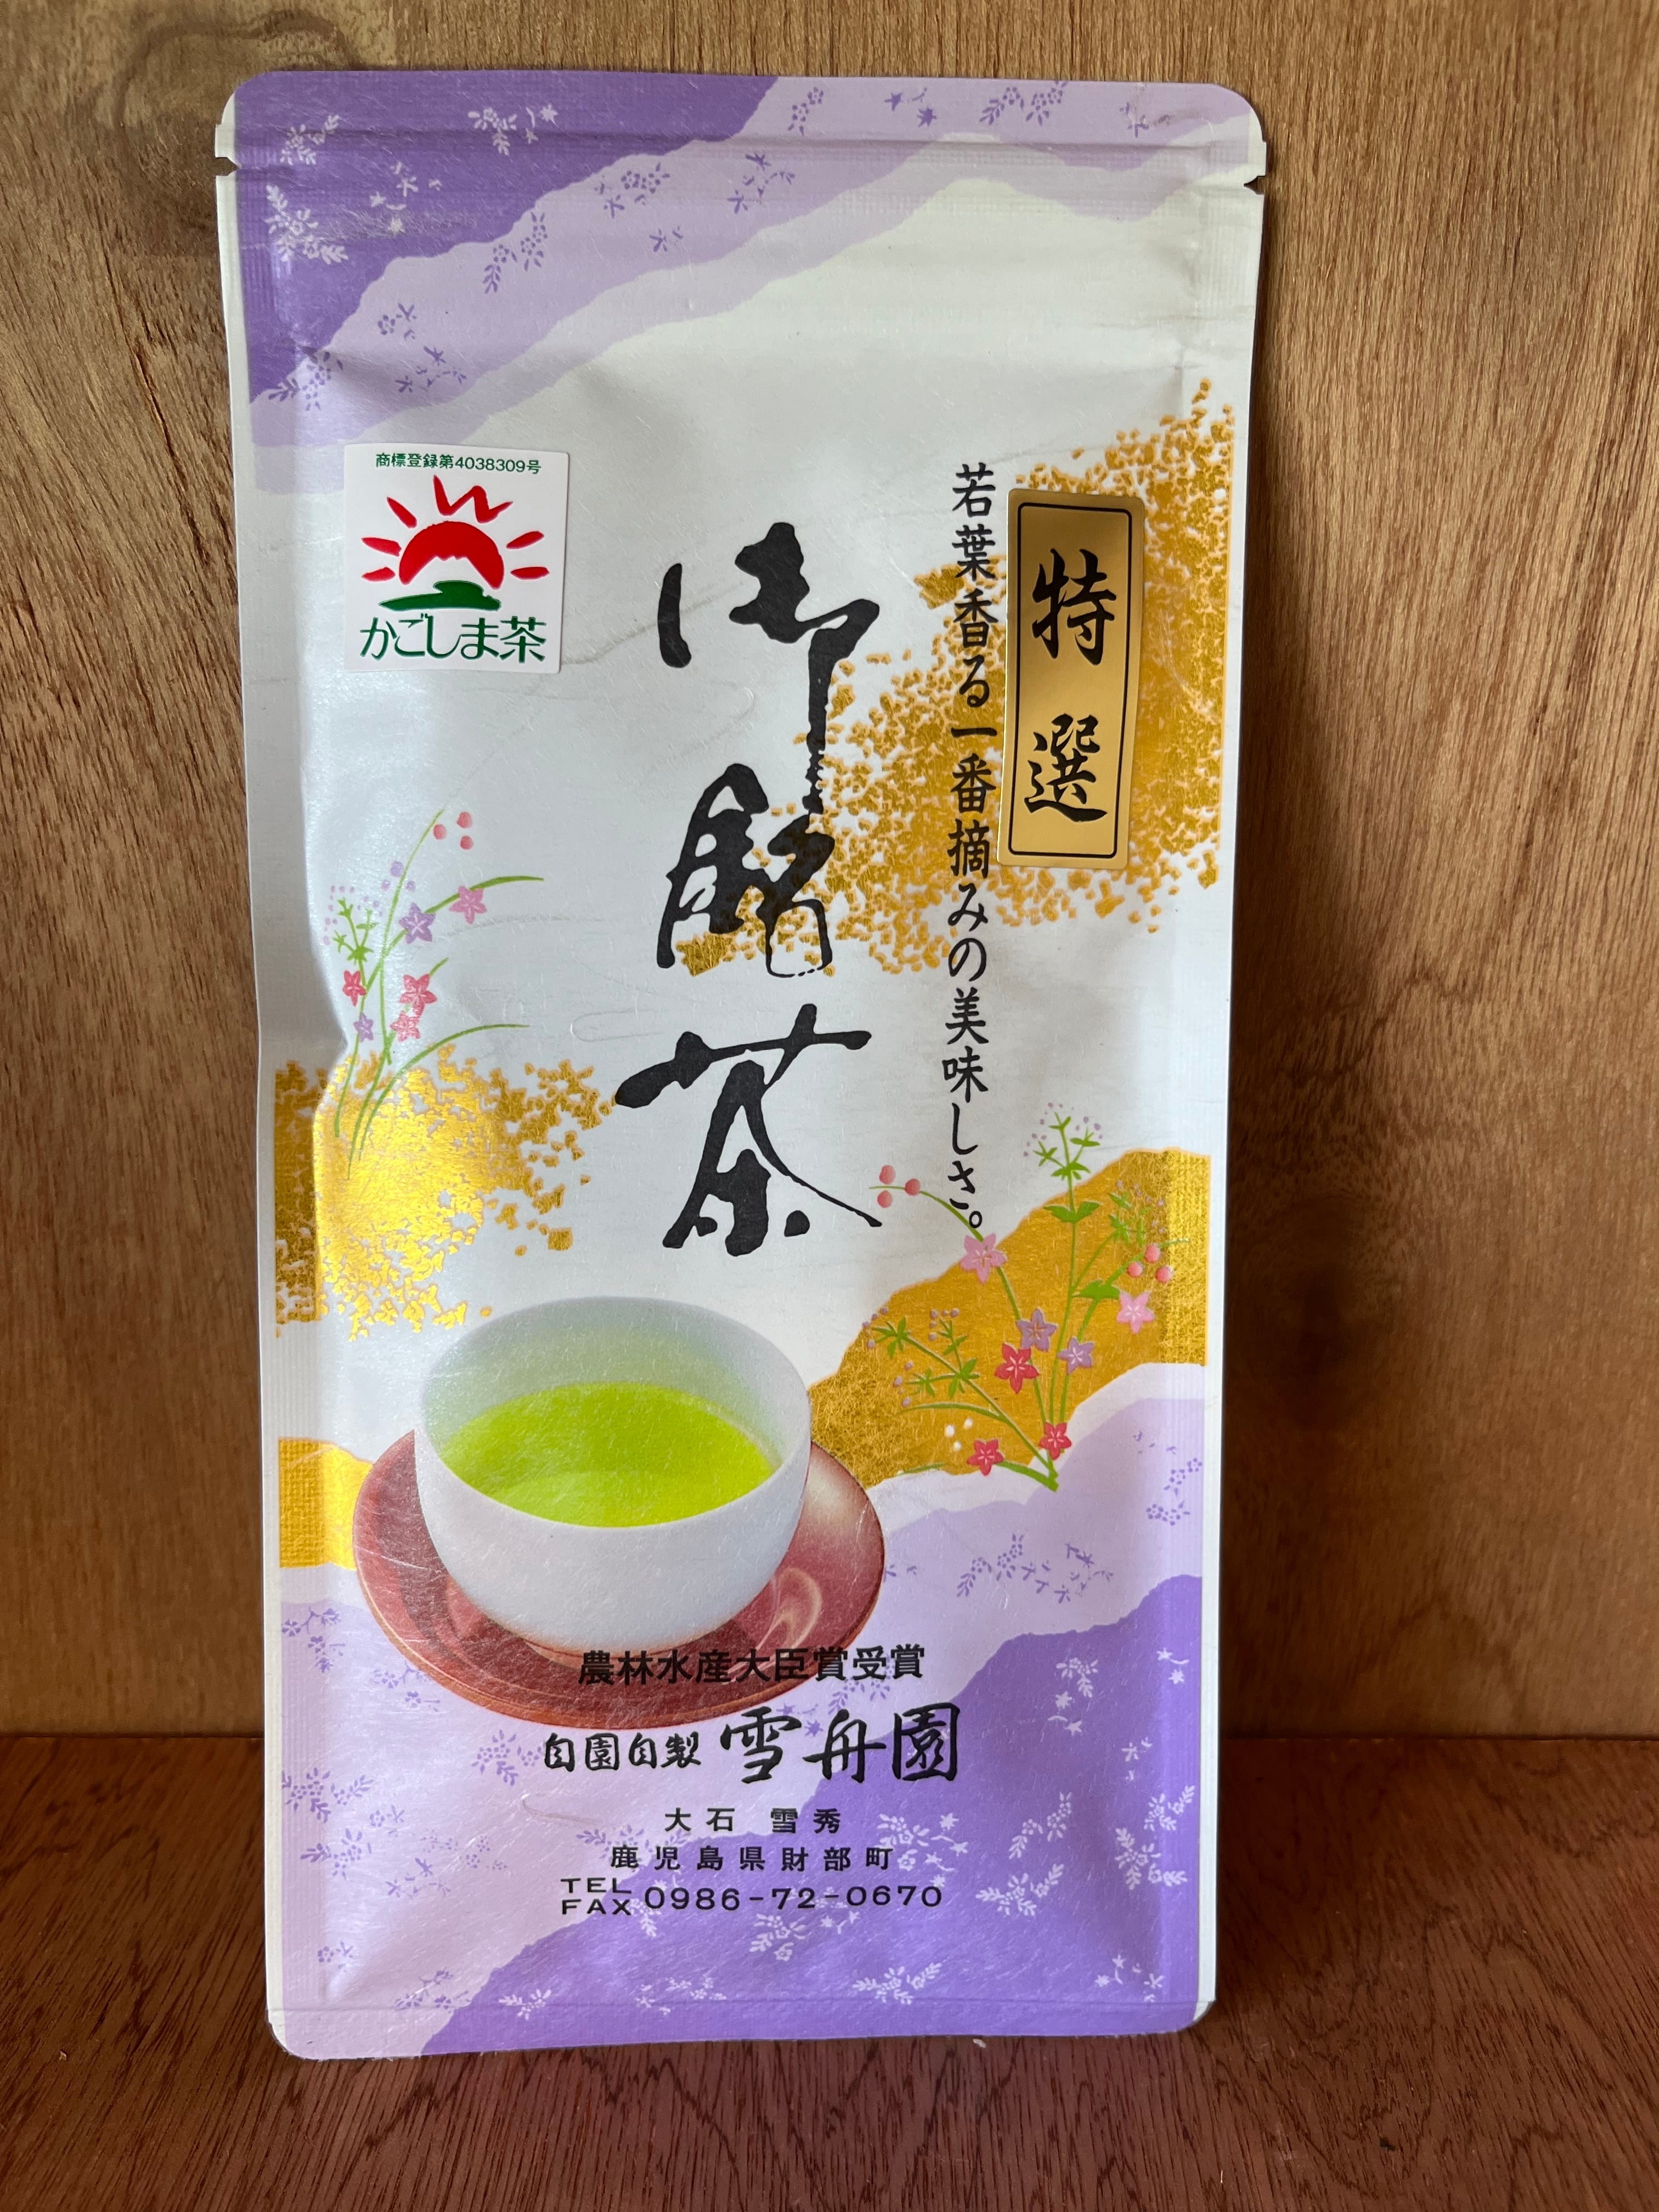 商標登録第4038309号
かごしま茶
特選
若葉香る一番摘みの美味しさ。
御銘茶
農林水産大臣賞受賞
自園自製 雪舟園
大石 雪秀
鹿児島県財部町
TEL
FAX 0986-72-0670